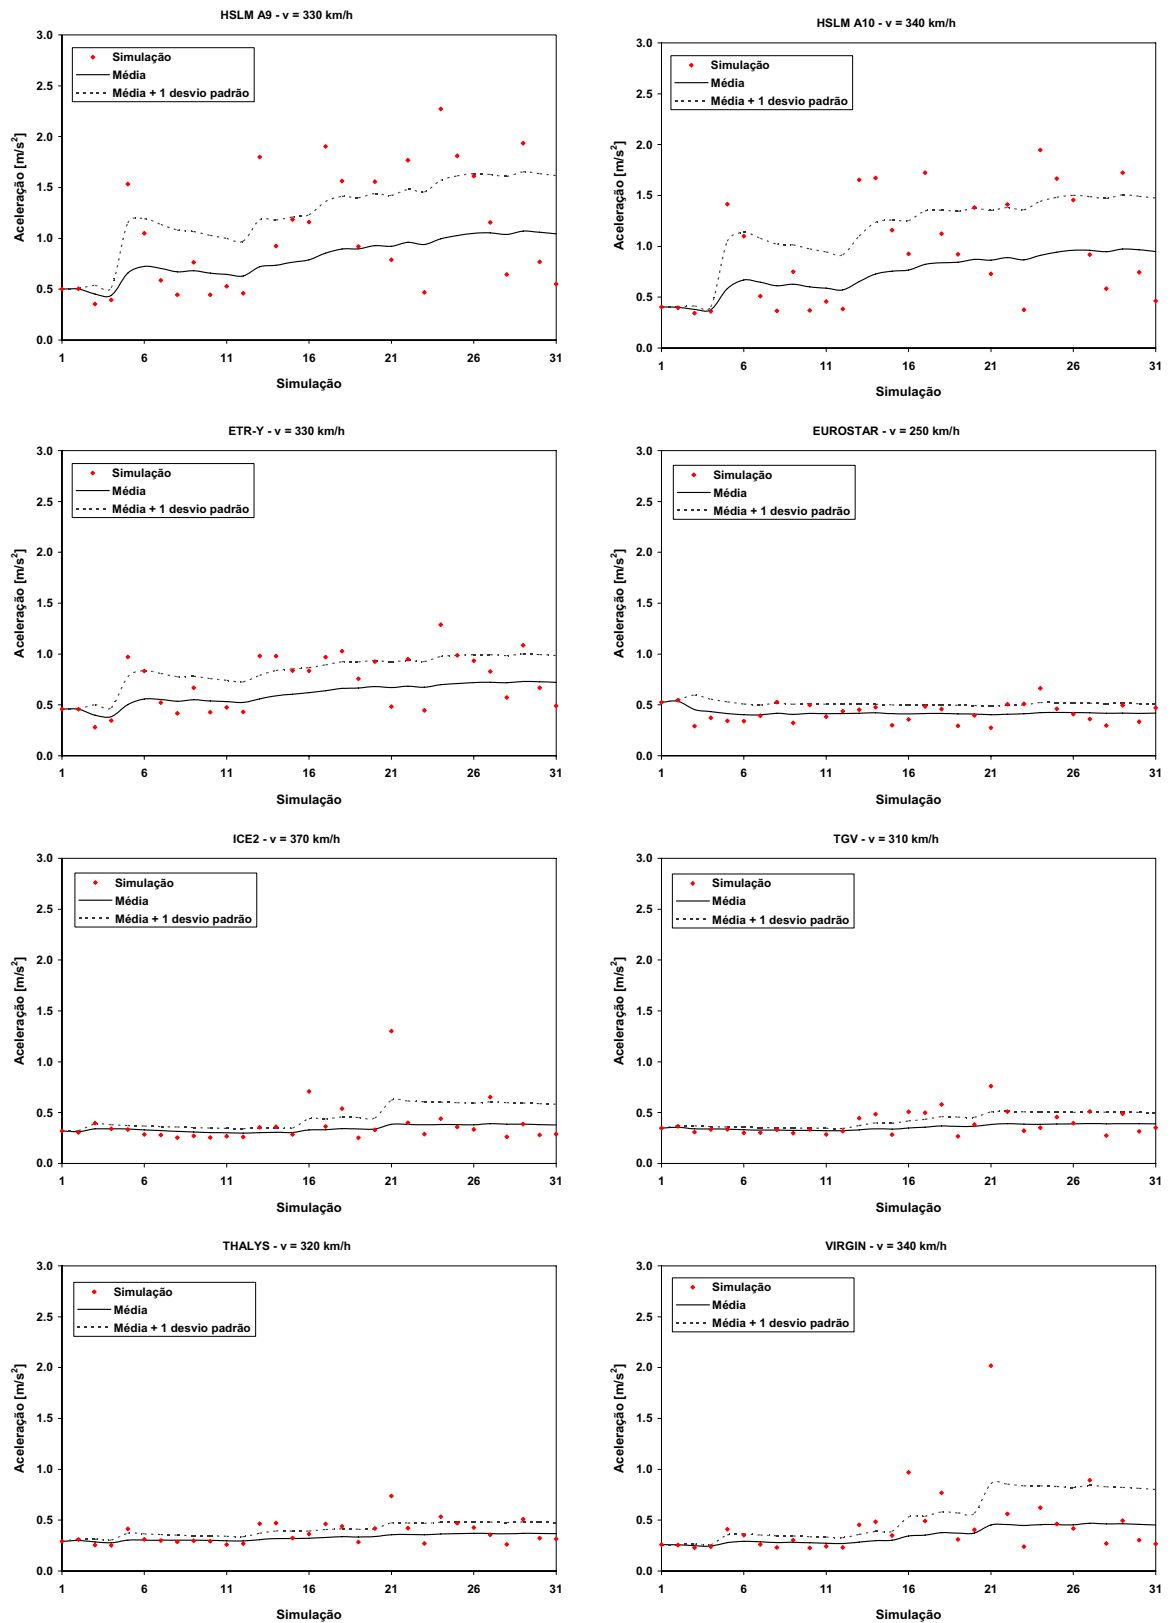 HSLM A9 - v = 330 km/h
3.0
2.5
2.0
1.5
1.0
0.5
0.0
Aceleração [m/s²]
Simulação
Média
Média + 1 desvio padrão
1 6 11 16 21 26 31
Simulação
HSLM A10 - v = 340 km/h
3.0
2.5
2.0
1.5
1.0
0.5
0.0
Aceleração [m/s²]
Simulação
Média
Média + 1 desvio padrão
1 6 11 16 21 26 31
Simulação
ETR-Y - v = 330 km/h
3.0
2.5
2.0
1.5
1.0
0.5
0.0
Aceleração [m/s²]
Simulação
Média
Média + 1 desvio padrão
1 6 11 16 21 26 31
Simulação
EUROSTAR - v = 250 km/h
3.0
2.5
2.0
1.5
1.0
0.5
0.0
Aceleração [m/s²]
Simulação
Média
Média + 1 desvio padrão
1 6 11 16 21 26 31
Simulação
ICE2 - v = 370 km/h
3.0
2.5
2.0
1.5
1.0
0.5
0.0
Aceleração [m/s²]
Simulação
Média
Média + 1 desvio padrão
1 6 11 16 21 26 31
Simulação
TGV - v = 310 km/h
3.0
2.5
2.0
1.5
1.0
0.5
0.0
Aceleração [m/s²]
Simulação
Média
Média + 1 desvio padrão
1 6 11 16 21 26 31
Simulação
THALYS - v = 320 km/h
3.0
2.5
2.0
1.5
1.0
0.5
0.0
Aceleração [m/s²]
Simulação
Média
Média + 1 desvio padrão
1 6 11 16 21 26 31
Simulação
VIRGIN - v = 340 km/h
3.0
2.5
2.0
1.5
1.0
0.5
0.0
Aceleração [m/s²]
Simulação
Média
Média + 1 desvio padrão
1 6 11 16 21 26 31
Simulação